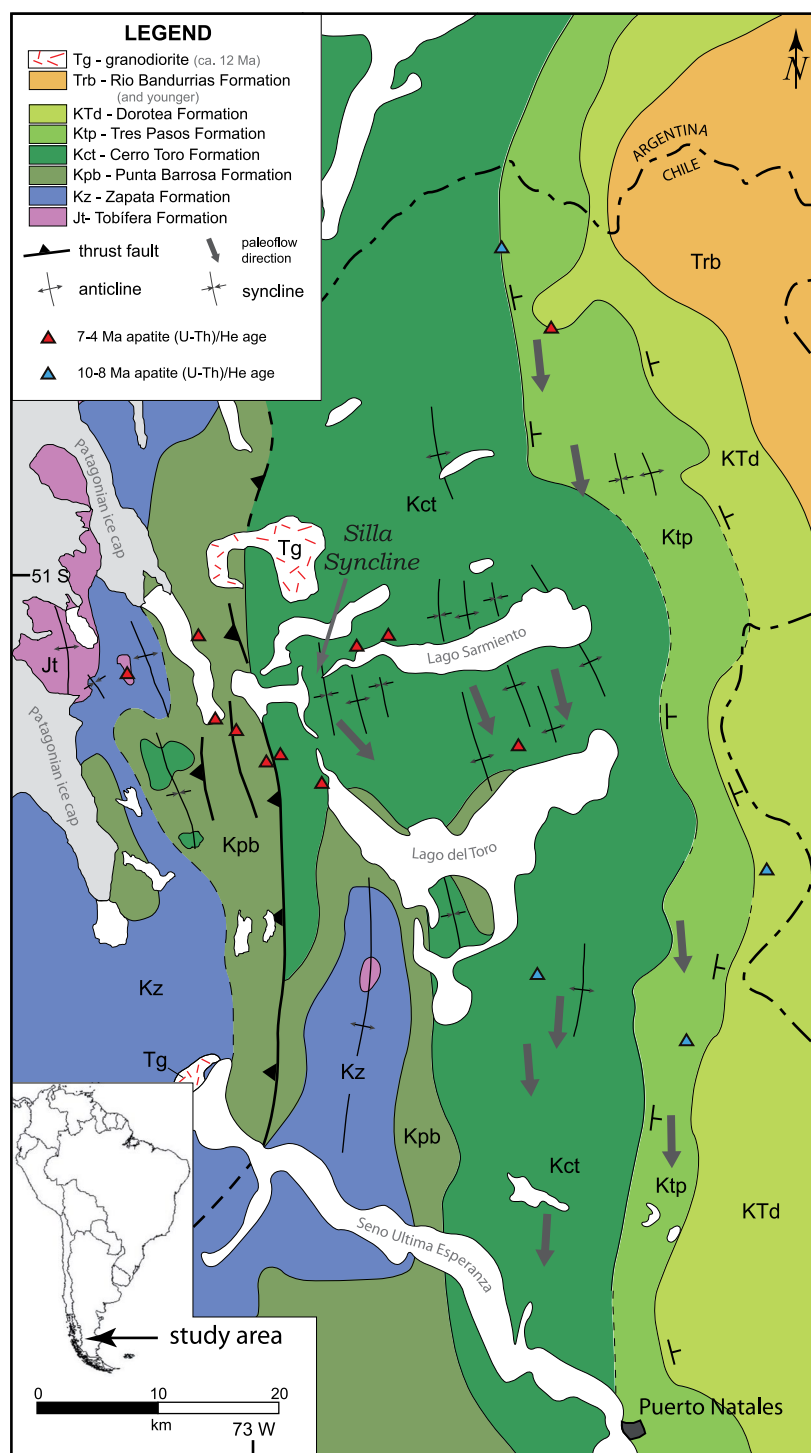 LEGEND
Tg - granodiorite (ca. 12 Ma)
Trb - Rio Bandurrias Formation
(and younger)
KTd - Dorotea Formation
Ktp - Tres Pasos Formation
Kct - Cerro Toro Formation
Kpb - Punta Barrosa Formation
Kz - Zapata Formation
Jt- Tobífera Formation
thrust fault
paleoflow
direction
anticline
syncline
7-4 Ma apatite (U-Th)/He age
10-8 Ma apatite (U-Th)/He age
N
ARGENTINA
CHILE
Trb
Patagonian ice cap
Kct
KTd
Ktp
Tg
Silla
Syncline
51 S
Lago Sarmiento
Jt
Patagonian ice cap
Kpb
Lago del Toro
Kz
Tg
Kz
Kpb
Kct
Ktp
KTd
Seno Ultima Esperanza
study area
0 10 20
km
73 W
Puerto Natales